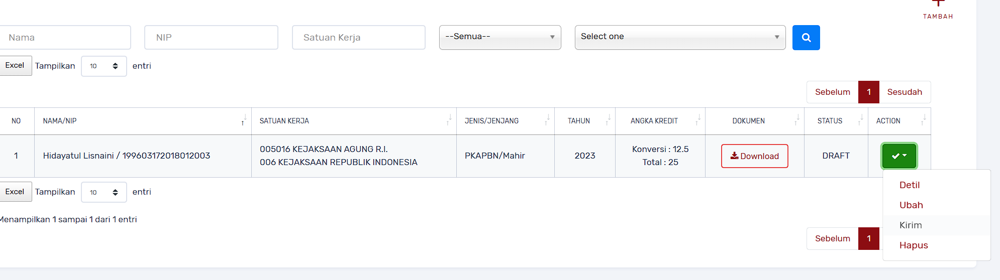 TAMBAH
Nama NIP Satuan Kerja --Semua-- Select one
Excel Tampilkan 10 entri
Sebelum 1 Sesudah
NO NAMA/NIP SATUAN KERJA JENIS/JENJANG TAHUN ANGKA KREDIT DOKUMEN STATUS ACTION
1 Hidayatul Lisnaini / 199603172018012003 005016 KEJAKSAAN AGUNG R.I. PKAPBN/Mahir 2023 Konversi : 12.5 Download DRAFT
006 KEJAKSAAN REPUBLIK INDONESIA Total : 25
Detil
Ubah
Kirim
Hapus
Excel Tampilkan 10 entri
Menampilkan 1 sampai 1 dari 1 entri
Sebelum 1